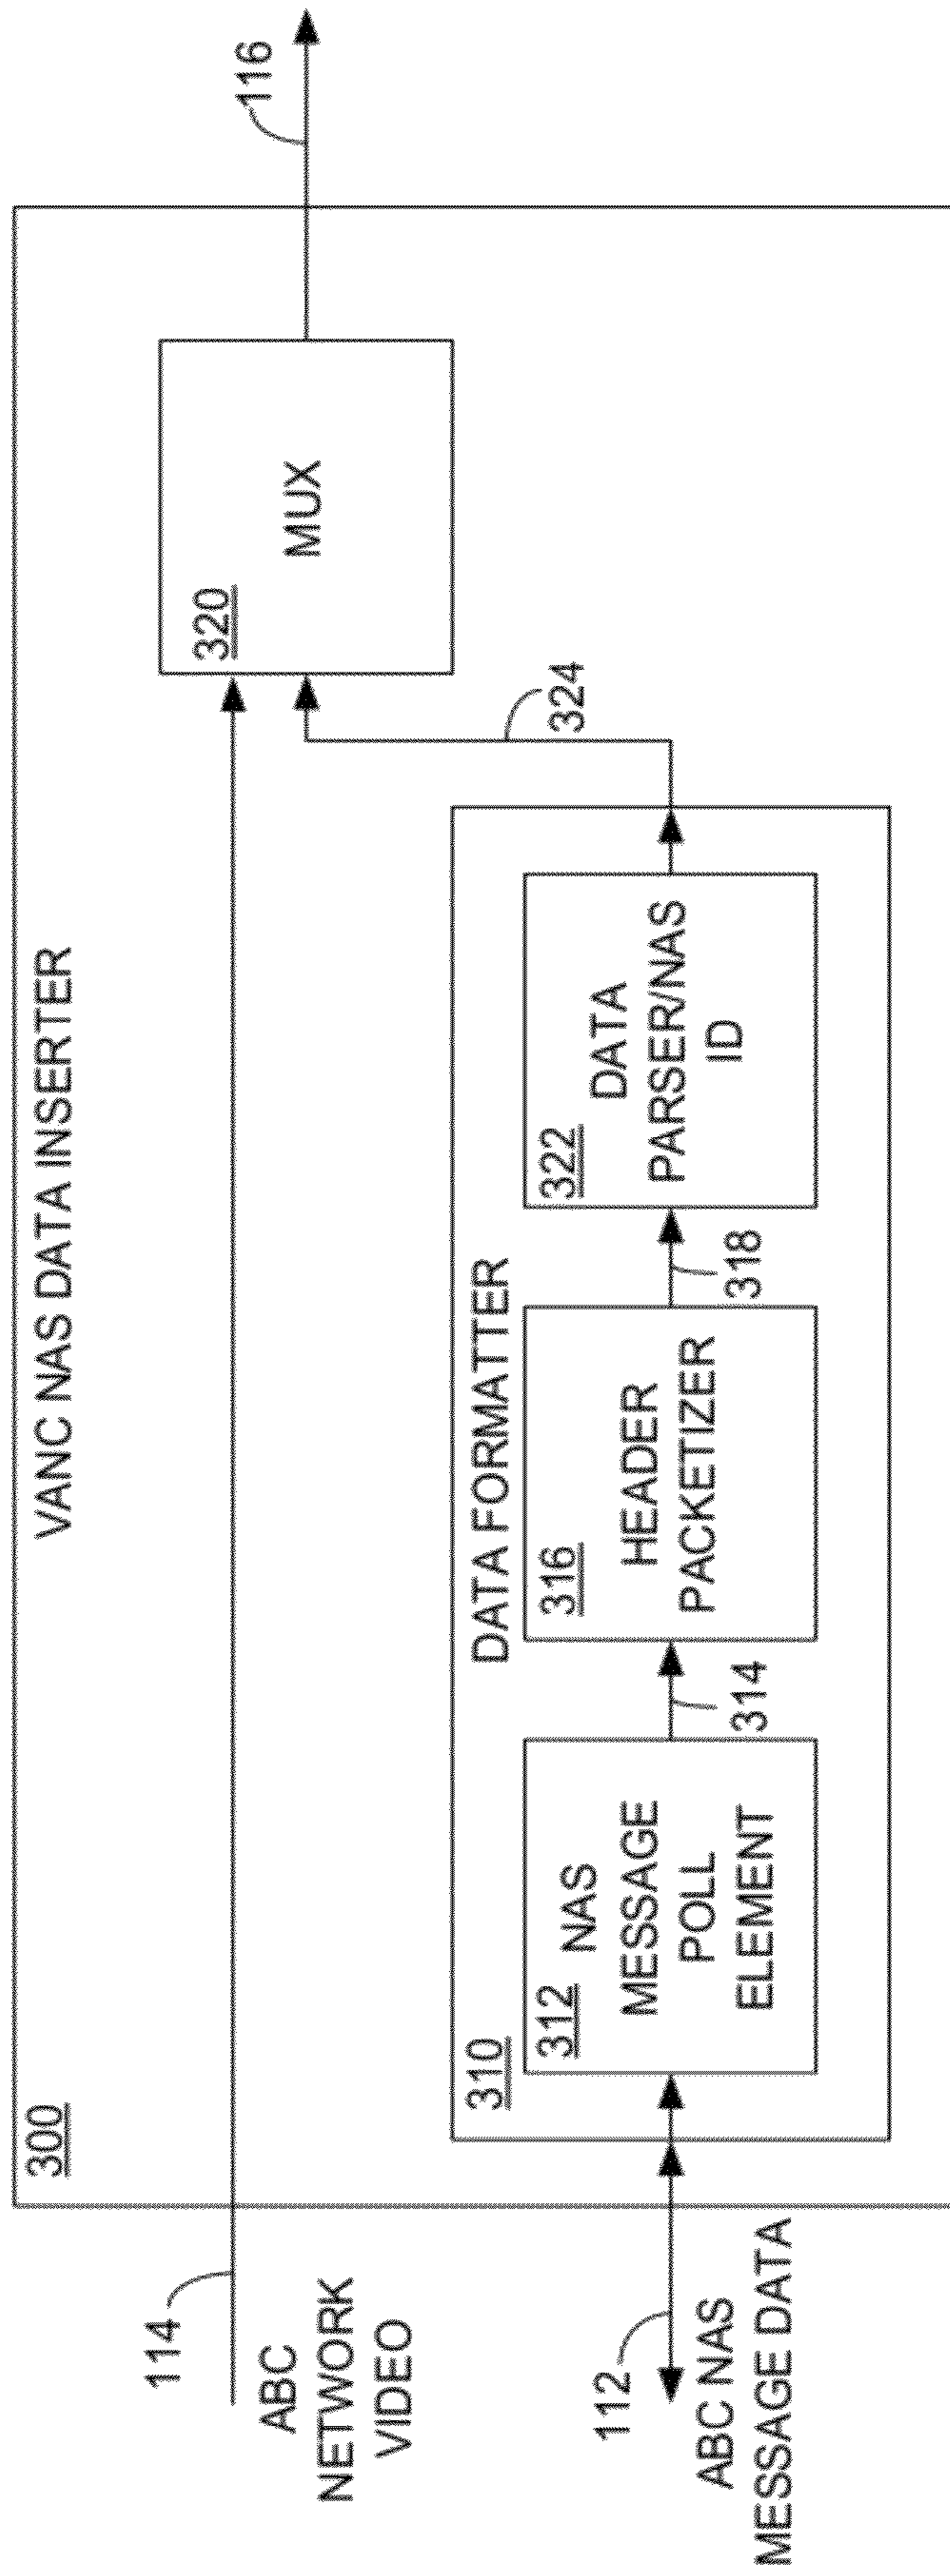 VANC NAS DATA INSERTER
300
114
ABC
NETWORK
VIDEO
116
320
MUX
324
DATA FORMATTER
310
312
NAS
MESSAGE
POLL
ELEMENT
314
316
HEADER
PACKETIZER
318
322
DATA
PARSER/NAS
ID
112
ABC NAS
MESSAGE DATA